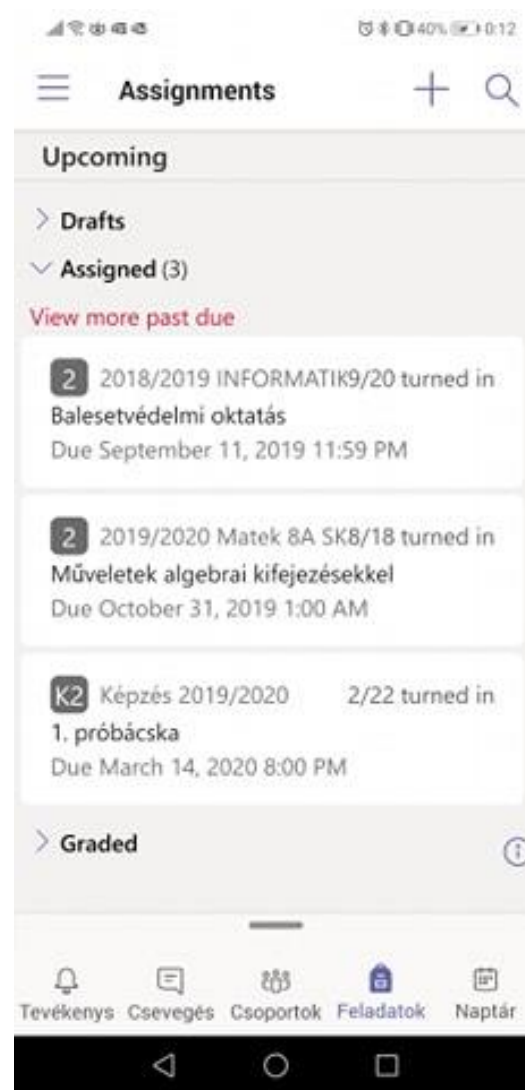 40% 0:12
Assignments
Upcoming
Drafts
Assigned (3)
View more past due
2 2018/2019 INFORMATIK9/20 turned in
Balesetvédelmi oktatás
Due September 11, 2019 11:59 PM
2 2019/2020 Matek 8A SK8/18 turned in
Műveletek algebrai kifejezésekkel
Due October 31, 2019 1:00 AM
K2 Képzés 2019/2020 2/22 turned in
1. próbácska
Due March 14, 2020 8:00 PM
Graded
Tevékenys Csevegés Csoportok Feladatok Naptár